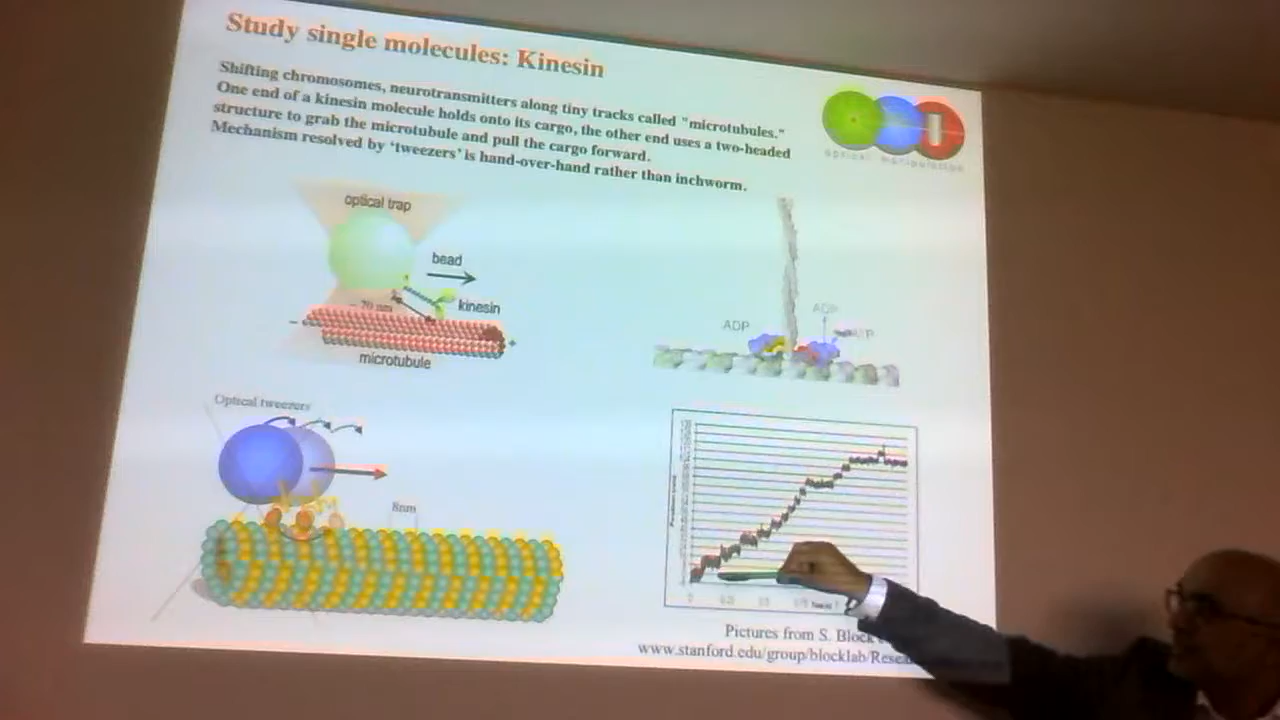 Study single molecules: Kinesin
Shifting chromosomes, neurotransmitters along tiny tracks called "microtubules."
One end of a kinesin molecule holds onto its cargo, the other end uses a two-headed
structure to grab the microtubule and pull the cargo forward.
Mechanism resolved by ‘tweezers’ is hand-over-hand rather than inchworm.
optical manipulation
optical trap
bead
kinesin
~ 70 nm
microtubule
ADP
ADP
Optical tweezers
8nm
0
Pictures from S. Block
www.stanford.edu/group/blocklab/